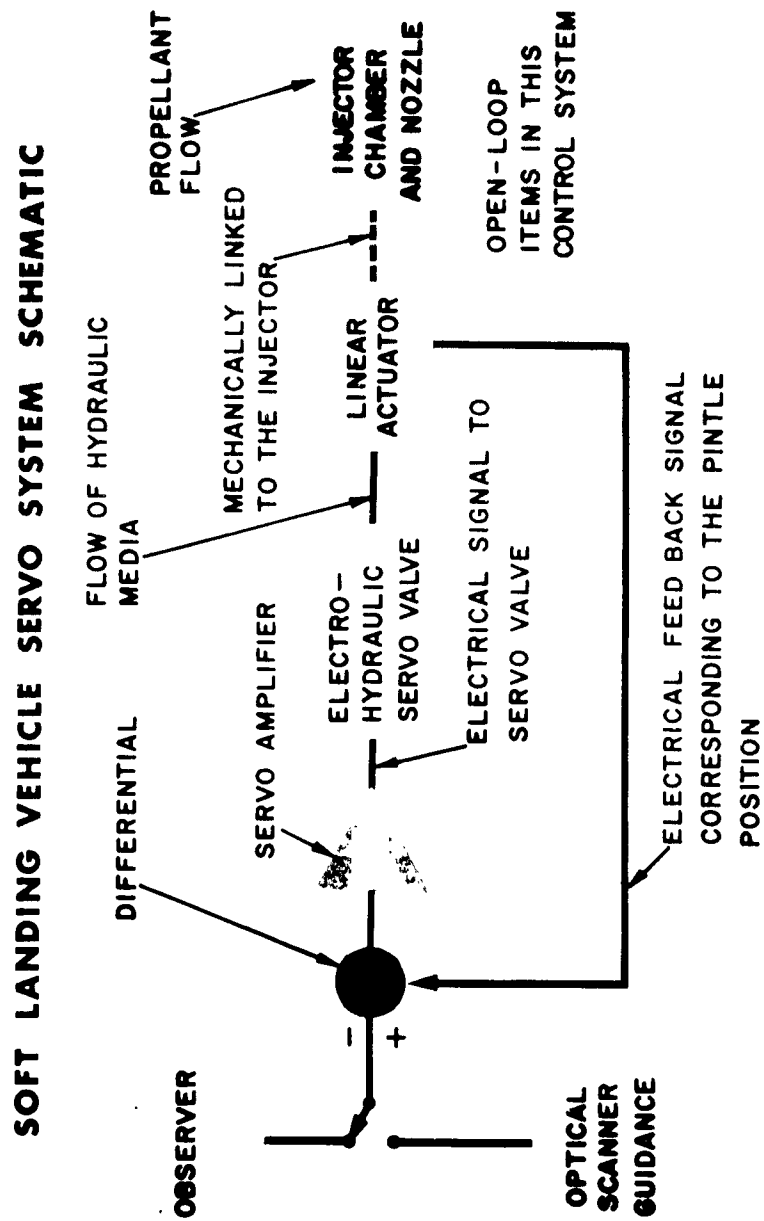 SOFT LANDING VEHICLE SERVO SYSTEM SCHEMATIC
OBSERVER
DIFFERENTIAL
SERVO AMPLIFIER
FLOW OF HYDRAULIC
MEDIA
MECHANICALLY LINKED
TO THE INJECTOR
PROPELLANT
FLOW
-
+
ELECTRO-
HYDRAULIC
SERVO VALVE
LINEAR
ACTUATOR
INJECTOR
CHAMBER
AND NOZZLE
OPTICAL
SCANNER
GUIDANCE
ELECTRICAL SIGNAL TO
SERVO VALVE
OPEN-LOOP
ITEMS IN THIS
CONTROL SYSTEM
ELECTRICAL FEED BACK SIGNAL
CORRESPONDING TO THE PINTLE
POSITION